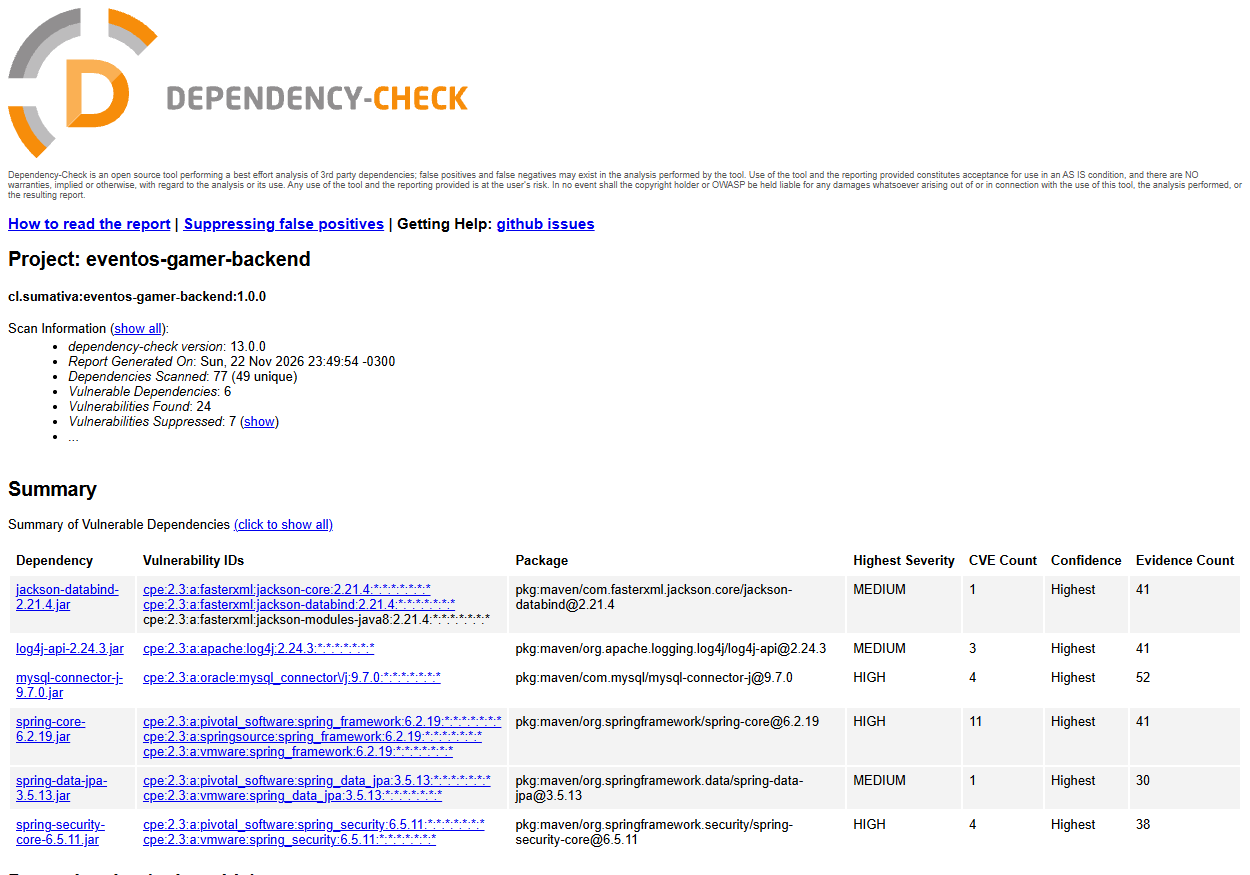 D
DEPENDENCY-CHECK
Dependency-Check is an open source tool performing a best effort analysis of 3rd party dependencies; false positives and false negatives may exist in the analysis performed by the tool. Use of the tool and the reporting provided constitutes acceptance for use in an AS IS condition, and there are NO
warranties, implied or otherwise, with regard to the analysis or its use. Any use of the tool and the reporting provided is at the user's risk. In no event shall the copyright holder or OWASP be held liable for any damages whatsoever arising out of or in connection with the use of this tool, the analysis performed, or
the resulting report.
How to read the report | Suppressing false positives | Getting Help: github issues
Project: eventos-gamer-backend
cl.sumativa:eventos-gamer-backend:1.0.0
Scan Information (show all):
• dependency-check version: 13.0.0
• Report Generated On: Sun, 22 Nov 2026 23:49:54 -0300
• Dependencies Scanned: 77 (49 unique)
• Vulnerable Dependencies: 6
• Vulnerabilities Found: 24
• Vulnerabilities Suppressed: 7 (show)
• ...
Summary
Summary of Vulnerable Dependencies (click to show all)
Dependency Vulnerability IDs Package Highest Severity CVE Count Confidence Evidence Count
jackson-databind- cpe:2.3:a:fasterxml:jackson-core:2.21.4:*:*:*:*:*:*:* pkg:maven/com.fasterxml.jackson.core/jackson- MEDIUM 1 Highest 41
2.21.4.jar cpe:2.3:a:fasterxml:jackson-databind:2.21.4:*:*:*:*:*:*:* databind@2.21.4
cpe:2.3:a:fasterxml:jackson-modules-java8:2.21.4:*:*:*:*:*:*:*
log4j-api-2.24.3.jar cpe:2.3:a:apache:log4j:2.24.3:*:*:*:*:*:*:* pkg:maven/org.apache.logging.log4j/log4j-api@2.24.3 MEDIUM 3 Highest 41
mysql-connector-j- cpe:2.3:a:oracle:mysql_connector\/j:9.7.0:*:*:*:*:*:*:* pkg:maven/com.mysql/mysql-connector-j@9.7.0 HIGH 4 Highest 52
9.7.0.jar
spring-core- cpe:2.3:a:pivotal_software:spring_framework:6.2.19:*:*:*:*:*:*:* pkg:maven/org.springframework/spring-core@6.2.19 HIGH 11 Highest 41
6.2.19.jar cpe:2.3:a:springsource:spring_framework:6.2.19:*:*:*:*:*:*:*
cpe:2.3:a:vmware:spring_framework:6.2.19:*:*:*:*:*:*:*
spring-data-jpa- cpe:2.3:a:pivotal_software:spring_data_jpa:3.5.13:*:*:*:*:*:*:* pkg:maven/org.springframework.data/spring-data- MEDIUM 1 Highest 30
3.5.13.jar cpe:2.3:a:vmware:spring_data_jpa:3.5.13:*:*:*:*:*:*:* jpa@3.5.13
spring-security- cpe:2.3:a:pivotal_software:spring_security:6.5.11:*:*:*:*:*:*:* pkg:maven/org.springframework.security/spring- HIGH 4 Highest 38
core-6.5.11.jar cpe:2.3:a:vmware:spring_security:6.5.11:*:*:*:*:*:*:* security-core@6.5.11